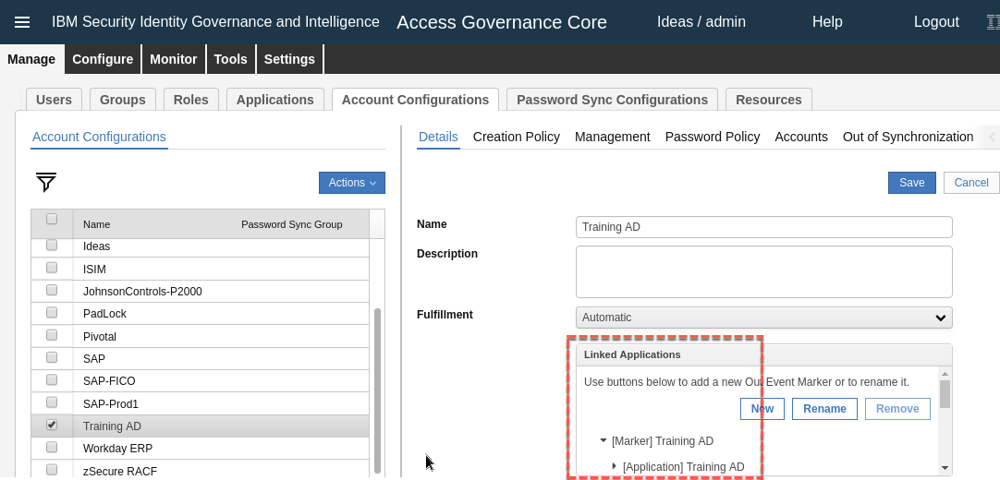 IBM Security Identity Governance and Intelligence Access Governance Core Ideas / admin Help Logout
Manage Configure Monitor Tools Settings
Users Groups Roles Applications Account Configurations Password Sync Configurations Resources
Account Configurations
Actions
Name Password Sync Group
Ideas
ISIM
JohnsonControls-P2000
PadLock
Pivotal
SAP
SAP-FICO
SAP-Prod1
Training AD
Workday ERP
zSecure RACF
Details Creation Policy Management Password Policy Accounts Out of Synchronization
Save Cancel
Name Training AD
Description
Fulfillment Automatic
Linked Applications
Use buttons below to add a new Out Event Marker or to rename it.
New Rename Remove
[Marker] Training AD
[Application] Training AD